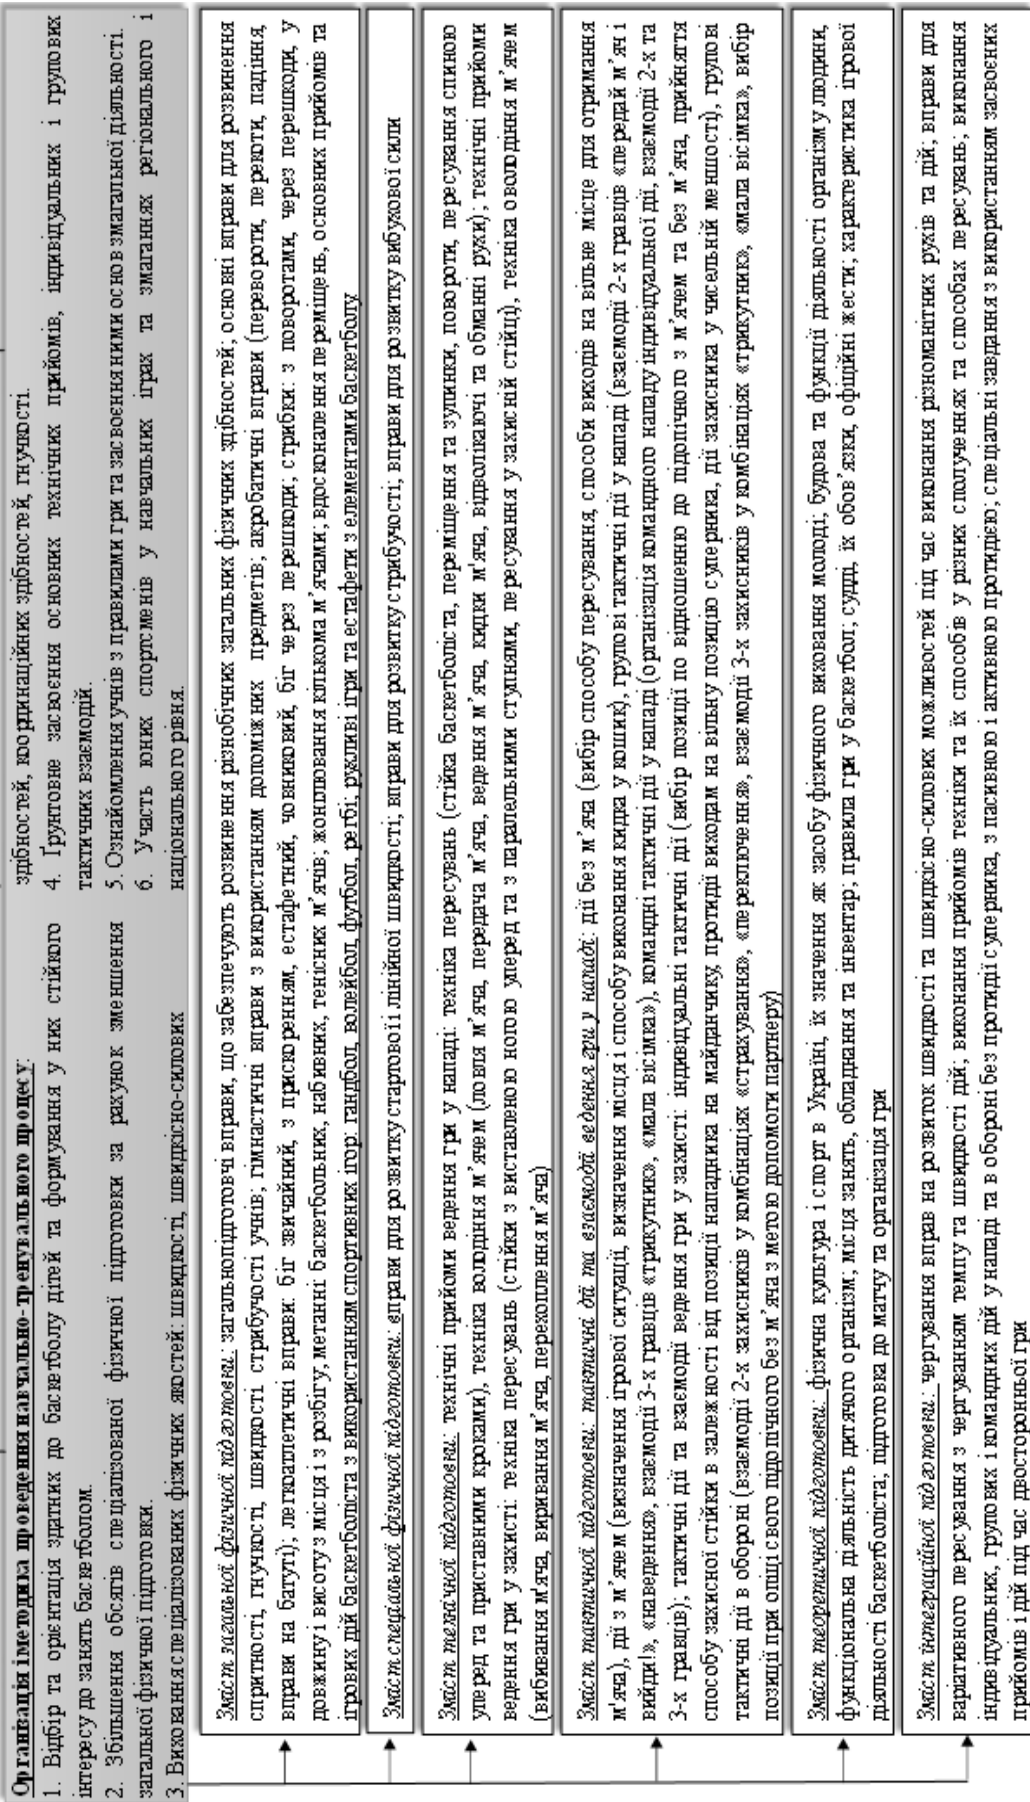 Організація і методика проведення навчально-тренувального процесу:
1. Відбір та орієнтація здатних до баскетболу дітей та формування у них стійкого
інтересу до занять баскетболом.
2. Збільшення обсягів спеціалізованої фізичної підготовки за рахунок зменшення
загальної фізичної підготовки.
3. Виховання спеціалізованих фізичних якостей: швидкості, швидкісно-силових
здібностей, координаційних здібностей, гнучкості.
4. Ґрунтовне засвоєння основних технічних прийомів, індивідуальних і групових
тактичних взаємодій.
5. Ознайомлення учнів з правилами гри та засвоєння ними основ змагальної діяльності.
6. Участь юних спортсменів у навчальних іграх та змаганнях регіонального і
національного рівня.
Зміст загальної фізичної підготовки: загальнопідготовчі вправи, що забезпечують розвинення різнобічних загальних фізичних здібностей; основні вправи для розвинення
спритності, гнучкості, швидкості стрибучості учнів; гімнастичні вправи з використанням допоміжних предметів; акробатичні вправи (перевороти, перекоти, падіння,
вправи на батуті); легкоатлетичні вправи: біг звичайний, з прискоренням, естафетний, човниковий, біг через перешкоди; стрибки: з поворотами, через перешкоди, у
довжину і висоту з місця і з розбігу, метанні баскетбольних, набивних, тенісних м'ячів; жонглювання кількома м'ячами; вдосконалення переміщень, основних прийомів та
ігрових дій баскетболіста з використанням спортивних ігор: гандбол, волейбол, футбол, регбі; рухливі ігри та естафети з елементами баскетболу
Зміст спеціальної фізичної підготовки: вправи для розвитку стартової і лінійної швидкості; вправи для розвитку стрибучості; вправи для розвитку вибухової сили
Зміст технічної підготовки: технічні прийоми ведення гри у нападі: техніка пересувань (стійка баскетболіста, переміщення та зупинки, повороти, пересування спиною
уперед та приставними кроками), техніка володіння м'ячем (ловля м'яча, передача м'яча, ведення м'яча, кидки м'яча, відволікаючі та обманні рухи); технічні прийоми
ведення гри у захисті: техніка пересувань (стійки з виставленою ногою уперед та з паралельними ступнями, пересування у захисній стійці), техніка оволодіння м'ячем
(вибивання м'яча, виривання м'яча, перехоплення м'яча)
Зміст тактичної підготовки: тактичні дії та взаємодії ведення гри у нападі: дії без м'яча (вибір способу пересування, способи виходів на вільне місце для отримання
м'яча), дії з м'ячем (визначення ігрової ситуації, визначення місця і способу виконання кидка у кошик), групові тактичні дії у нападі (взаємодії 2-х гравців «передай м'яч і
вийди!», «наведення», взаємодії 3-х гравців «трикутник», «мала вісімка»), командні тактичні дії у нападі (організація командного нападу індивідуальної дії, взаємодії 2-х та
3-х гравців); тактичні дії та взаємодії ведення гри у захисті: індивідуальні тактичні дії (вибір позиції по відношенню до підопічного з м'ячем та без м'яча, прийняття
способу захисної стійки в залежності від позиції нападника на майданчику, протидії виходам на вільну позицію суперника, дії захисника у чисельній меншості), групові
тактичні дії в обороні (взаємодії 2-х захисників у комбінаціях «страхування», «переключення», взаємодії 3-х захисників у комбінаціях «трикутник», «мала вісімка», вибір
позиції при опіці свого підопічного без м'яча з метою допомоги партнеру)
Зміст теоретичної підготовки: фізична культура і спорт в Україні, їх значення як засобу фізичного виховання молоді; будова та функції діяльності організму людини,
функціональна діяльність дитячого організм; місця занять, обладнання та інвентар; правила гри у баскетбол; судді, їх обов'язки, офіційні жести; характеристика ігрової
діяльності баскетболіста; підготовка до матчу та організація гри
Зміст інтеграційної підготовки: чергування вправ на розвиток швидкості та швидкісно-силових можливостей під час виконання різноманітних рухів та дій; вправи для
варіативного пересування з чергуванням темпу та швидкості дій; виконання прийомів техніки та їх способів у різних сполученнях та способах пересувань; виконання
індивідуальних, групових і командних дій у нападі та в обороні без протидії суперника, з пасивною і активною протидією; спеціальні завдання з використанням засвоєних
прийомів і дій під час двосторонньої гри